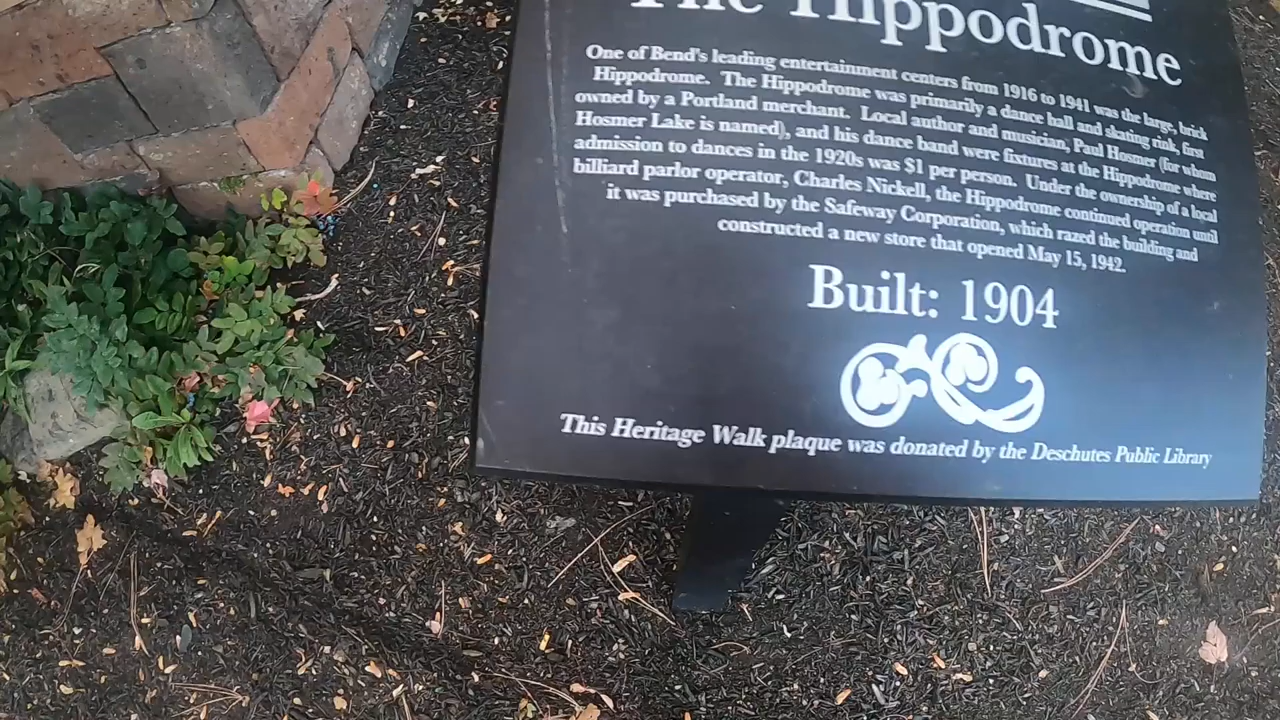 The Hippodrome
One of Bend's leading entertainment centers from 1916 to 1941 was the large, brick
Hippodrome. The Hippodrome was primarily a dance hall and skating rink, first
owned by a Portland merchant. Local author and musician, Paul Hosmer (for whom
Hosmer Lake is named), and his dance band were fixtures at the Hippodrome where
admission to dances in the 1920s was $1 per person. Under the ownership of a local
billiard parlor operator, Charles Nickell, the Hippodrome continued operation until
it was purchased by the Safeway Corporation, which razed the building and
constructed a new store that opened May 15, 1942.
Built: 1904
This Heritage Walk plaque was donated by the Deschutes Public Library